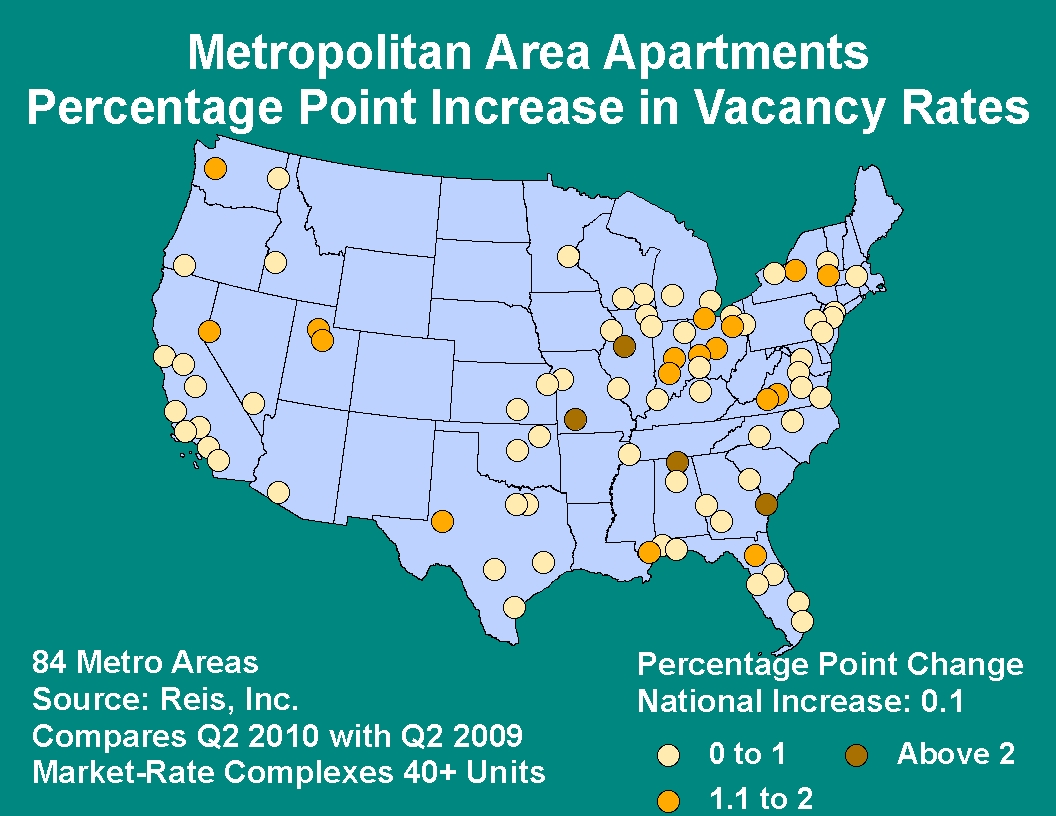 Metropolitan Area Apartments
Percentage Point Increase in Vacancy Rates
84 Metro Areas
Source: Reis, Inc.
Compares Q2 2010 with Q2 2009
Market-Rate Complexes 40+ Units
Percentage Point Change
National Increase: 0.1
0 to 1
Above 2
1.1 to 2